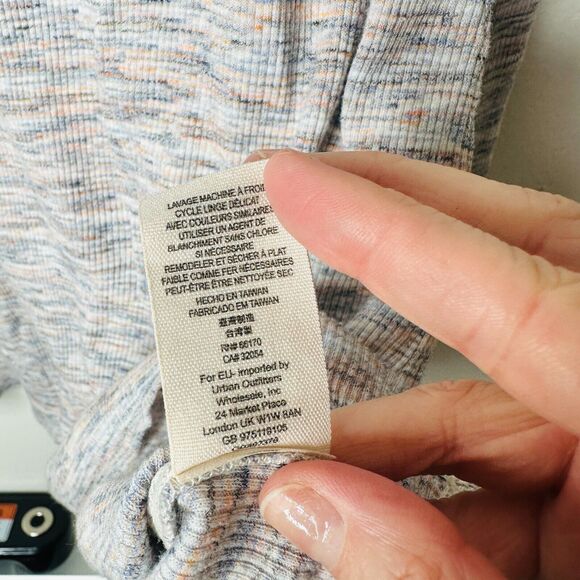 LAVAGE MACHINE À FROID
CYCLE LINGE DÉLICAT
AVEC COULEURS SIMILAIRES
UTILISER UN AGENT DE
BLANCHIMENT SANS CHLORE
SI NÉCESSAIRE
REMODELER ET SÉCHER À PLAT
FAIBLE COMME FER NÉCESSAIRES
PEUT-ÊTRE ÊTRE NETTOYÉE SEC
HECHO EN TAIWAN
FABRICADO EM TAIWAN
臺灣制造
台湾製
RN# 66170
CA# 32054
For EU- imported by
Urban Outfitters
Wholesale, Inc
24 Market Place
London UK W1W 8AN
GB 975119105